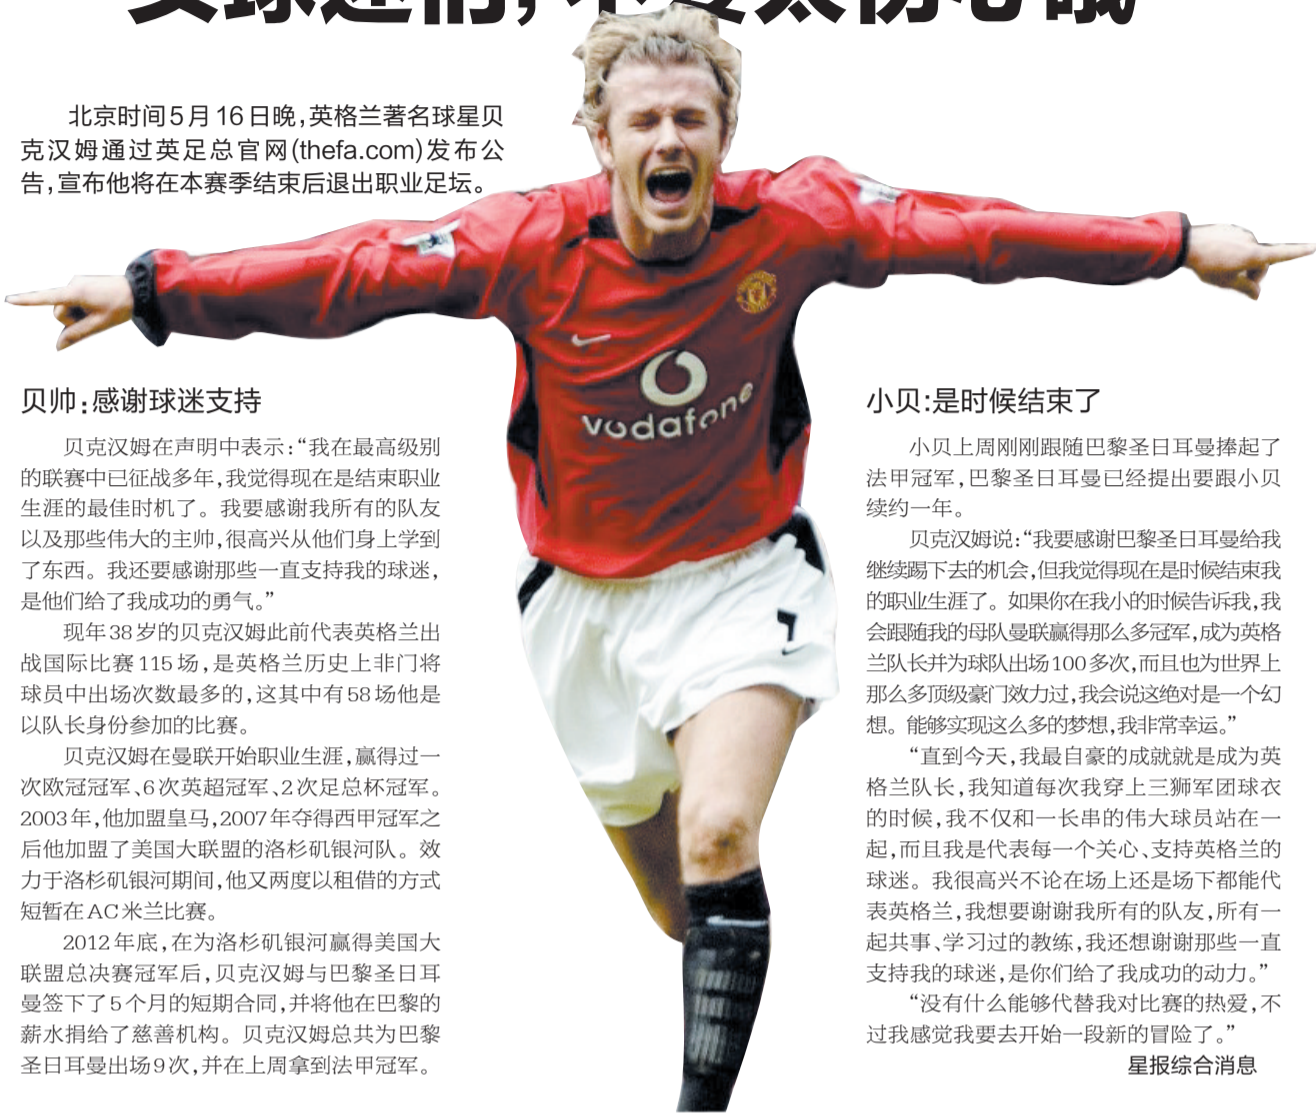 女球迷们,不要太伤心哦
北京时间5月16日晚,英格兰著名球星贝
克汉姆通过英足总官网(thefa.com)发布公
告,宣布他将在本赛季结束后退出职业足坛。
vodafone
7
贝帅:感谢球迷支持
贝克汉姆在声明中表示:“我在最高级别
的联赛中已征战多年,我觉得现在是结束职业
生涯的最佳时机了。我要感谢我所有的队友
以及那些伟大的主帅,很高兴从他们身上学到
了东西。我还要感谢那些一直支持我的球迷,
是他们给了我成功的勇气。”
现年38岁的贝克汉姆此前代表英格兰出
战国际比赛115场,是英格兰历史上非门将
球员中出场次数最多的,这其中有58场他是
以队长身份参加的比赛。
贝克汉姆在曼联开始职业生涯,赢得过一
次欧冠冠军、6次英超冠军、2次足总杯冠军。
2003年,他加盟皇马,2007年夺得西甲冠军之
后他加盟了美国大联盟的洛杉矶银河队。效
力于洛杉矶银河期间,他又两度以租借的方式
短暂在AC米兰比赛。
2012年底,在为洛杉矶银河赢得美国大
联盟总决赛冠军后,贝克汉姆与巴黎圣日耳
曼签下了5个月的短期合同,并将他在巴黎的
薪水捐给了慈善机构。贝克汉姆总共为巴黎
圣日耳曼出场9次,并在上周拿到法甲冠军。
小贝:是时候结束了
小贝上周刚刚跟随巴黎圣日耳曼捧起了
法甲冠军,巴黎圣日耳曼已经提出要跟小贝
续约一年。
贝克汉姆说:“我要感谢巴黎圣日耳曼给我
继续踢下去的机会,但我觉得现在是时候结束我
的职业生涯了。如果你在我小的时候告诉我,我
会跟随我的母队曼联赢得那么多冠军,成为英格
兰队长并为球队出场100多次,而且也为世界上
那么多顶级豪门效力过,我会说这绝对是一个幻
想。能够实现这么多的梦想,我非常幸运。”
“直到今天,我最自豪的成就就是成为英
格兰队长,我知道每次我穿上三狮军团球衣
的时候,我不仅和一长串的伟大球员站在一
起,而且我是代表每一个关心、支持英格兰的
球迷。我很高兴不论在场上还是场下都能代
表英格兰,我想要谢谢我所有的队友,所有一
起共事、学习过的教练,我还想谢谢那些一直
支持我的球迷,是你们给了我成功的动力。”
“没有什么能够代替我对比赛的热爱,不
过我感觉我要去开始一段新的冒险了。”
星报综合消息